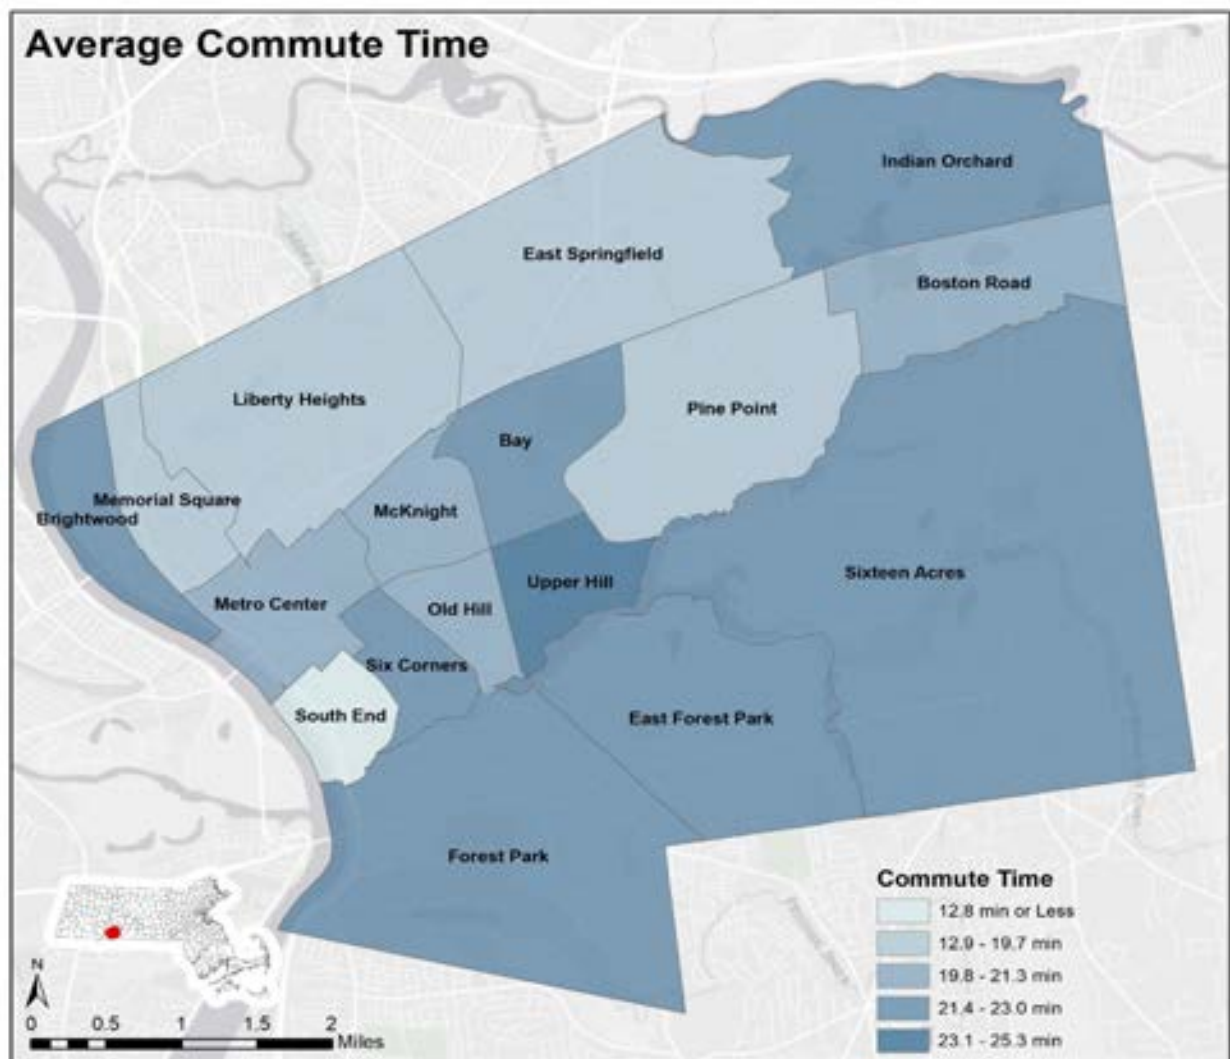 Average Commute Time
Indian Orchard
East Springfield
Boston Road
Liberty Heights
Pine Point
Bay
Memorial Square
Brightwood
McKnight
Sixteen Acres
Upper Hill
Metro Center
Old Hill
Six Corners
South End
East Forest Park
Forest Park
Commute Time
12.8 min or Less
12.9 - 19.7 min
19.8 - 21.3 min
21.4 - 23.0 min
23.1 - 25.3 min
N
0 0.5 1 1.5 2
Miles